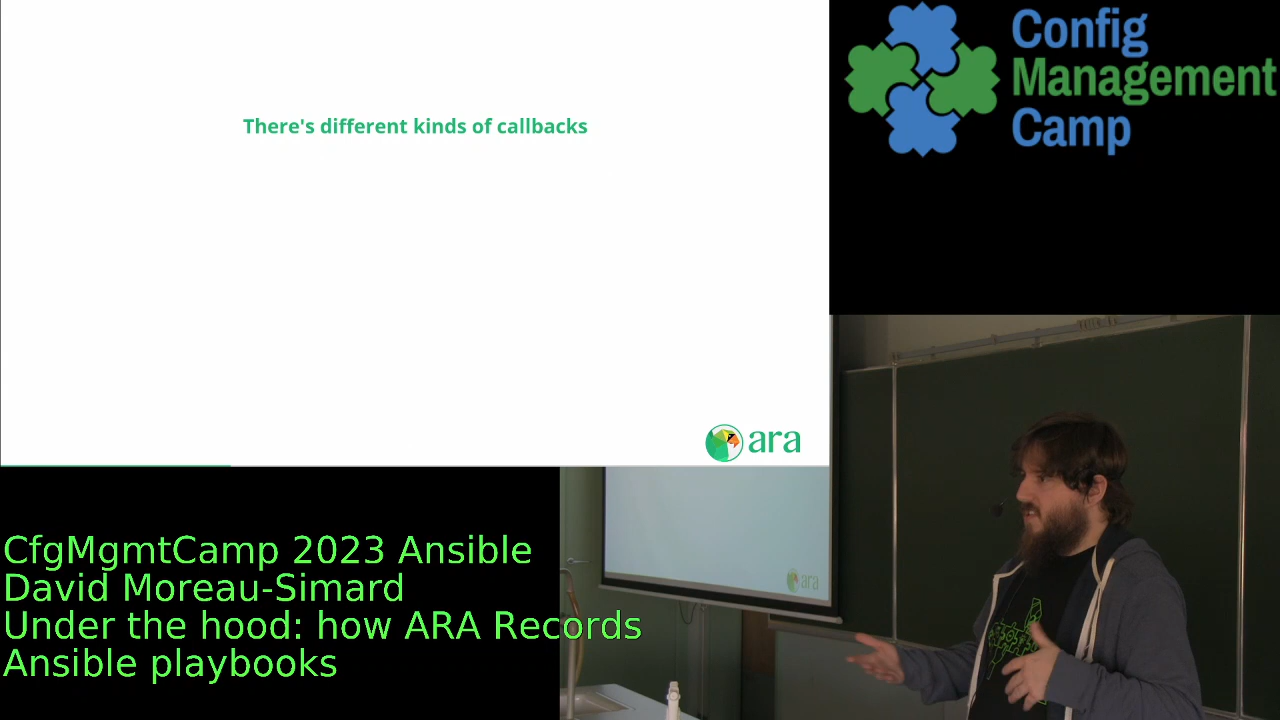 There's different kinds of callbacks
ara
Config
Management
Camp
CfgMgmtCamp 2023 Ansible
David Moreau-Simard
Under the hood: how ARA Records
Ansible playbooks
ara